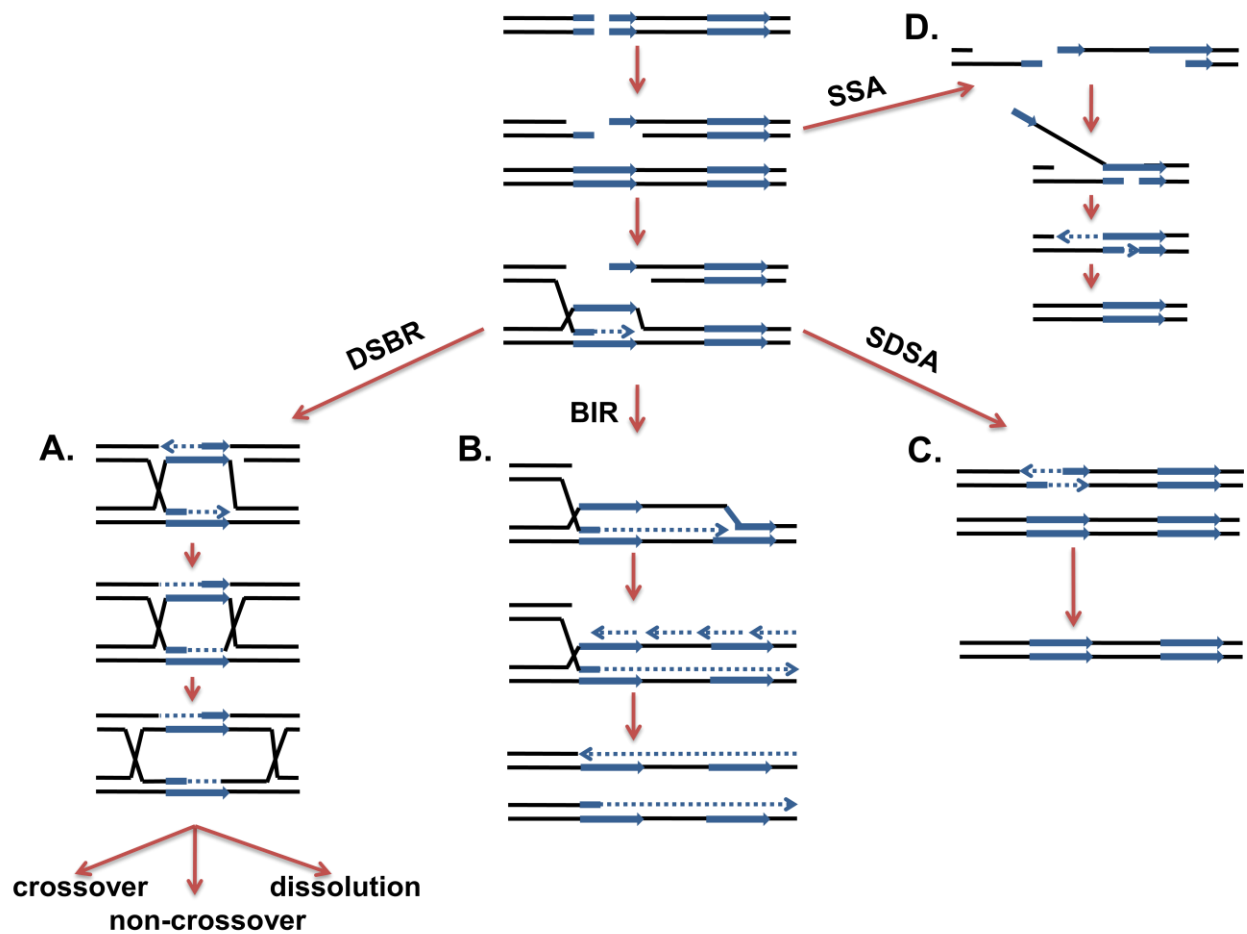 D.
SSA
DSBR
SDSA
BIR
A.
B.
C.
crossover
dissolution
non-crossover